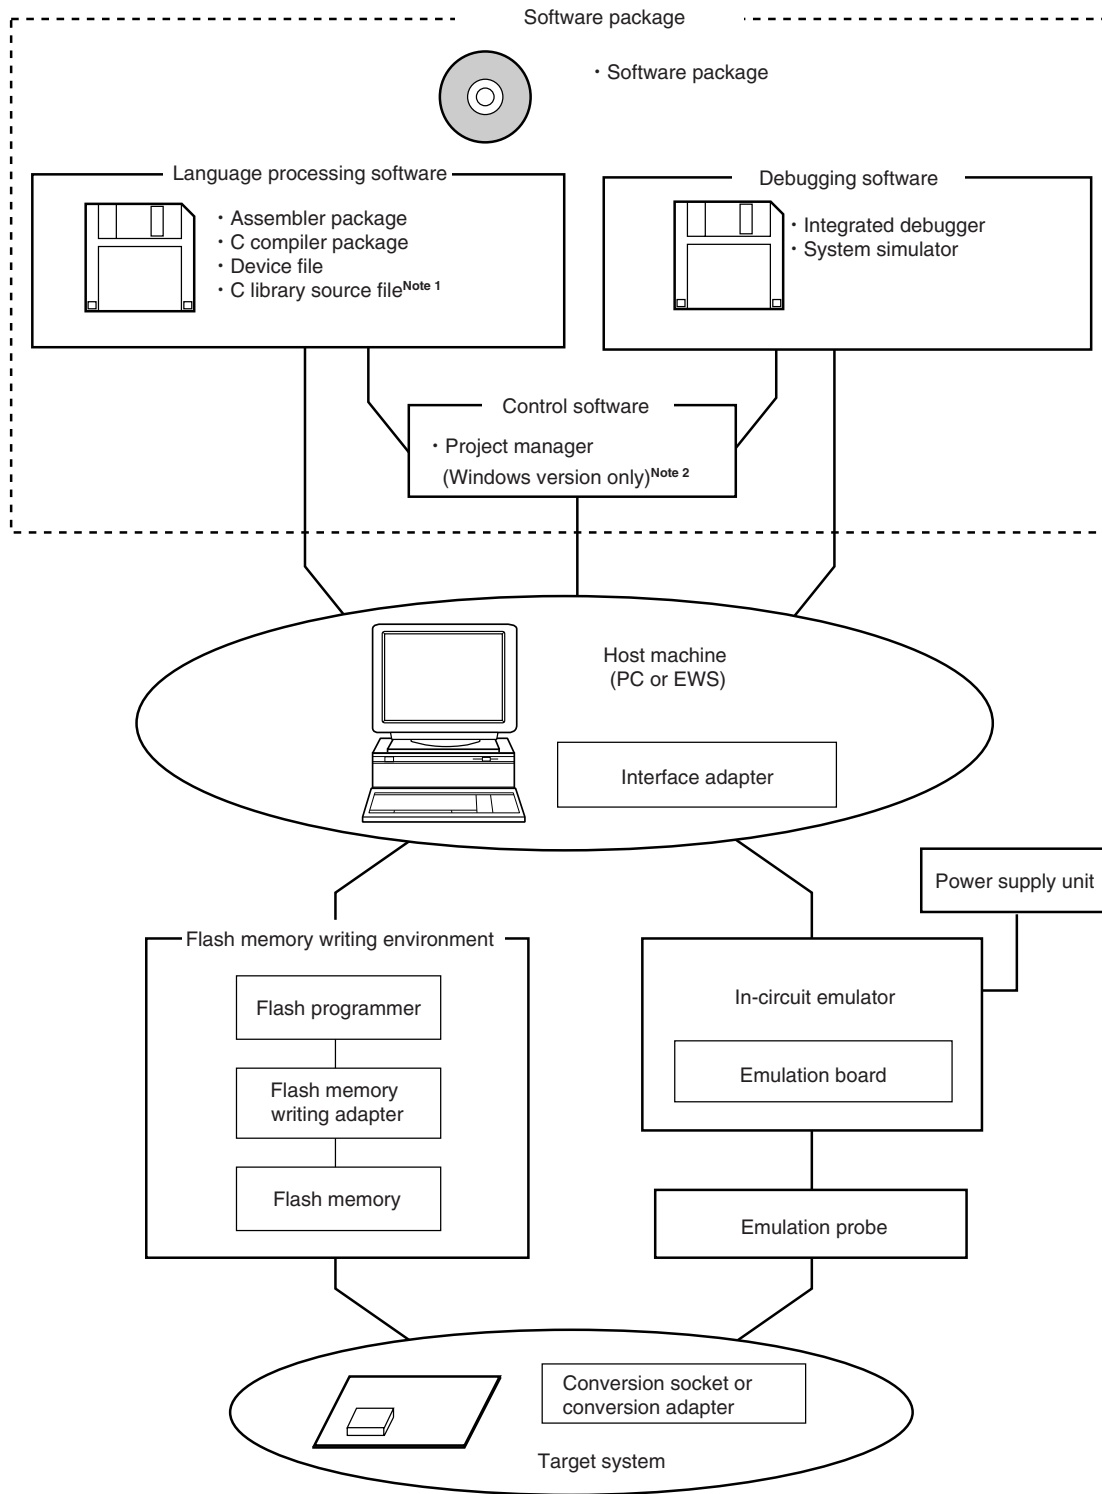 Software package
・Software package
Language processing software
・Assembler package
・C compiler package
・Device file
・C library source fileNote 1
Debugging software
・Integrated debugger
・System simulator
Control software
・Project manager
(Windows version only)Note 2
Host machine
(PC or EWS)
Interface adapter
Power supply unit
Flash memory writing environment
Flash programmer
Flash memory
writing adapter
Flash memory
In-circuit emulator
Emulation board
Emulation probe
Conversion socket or
conversion adapter
Target system